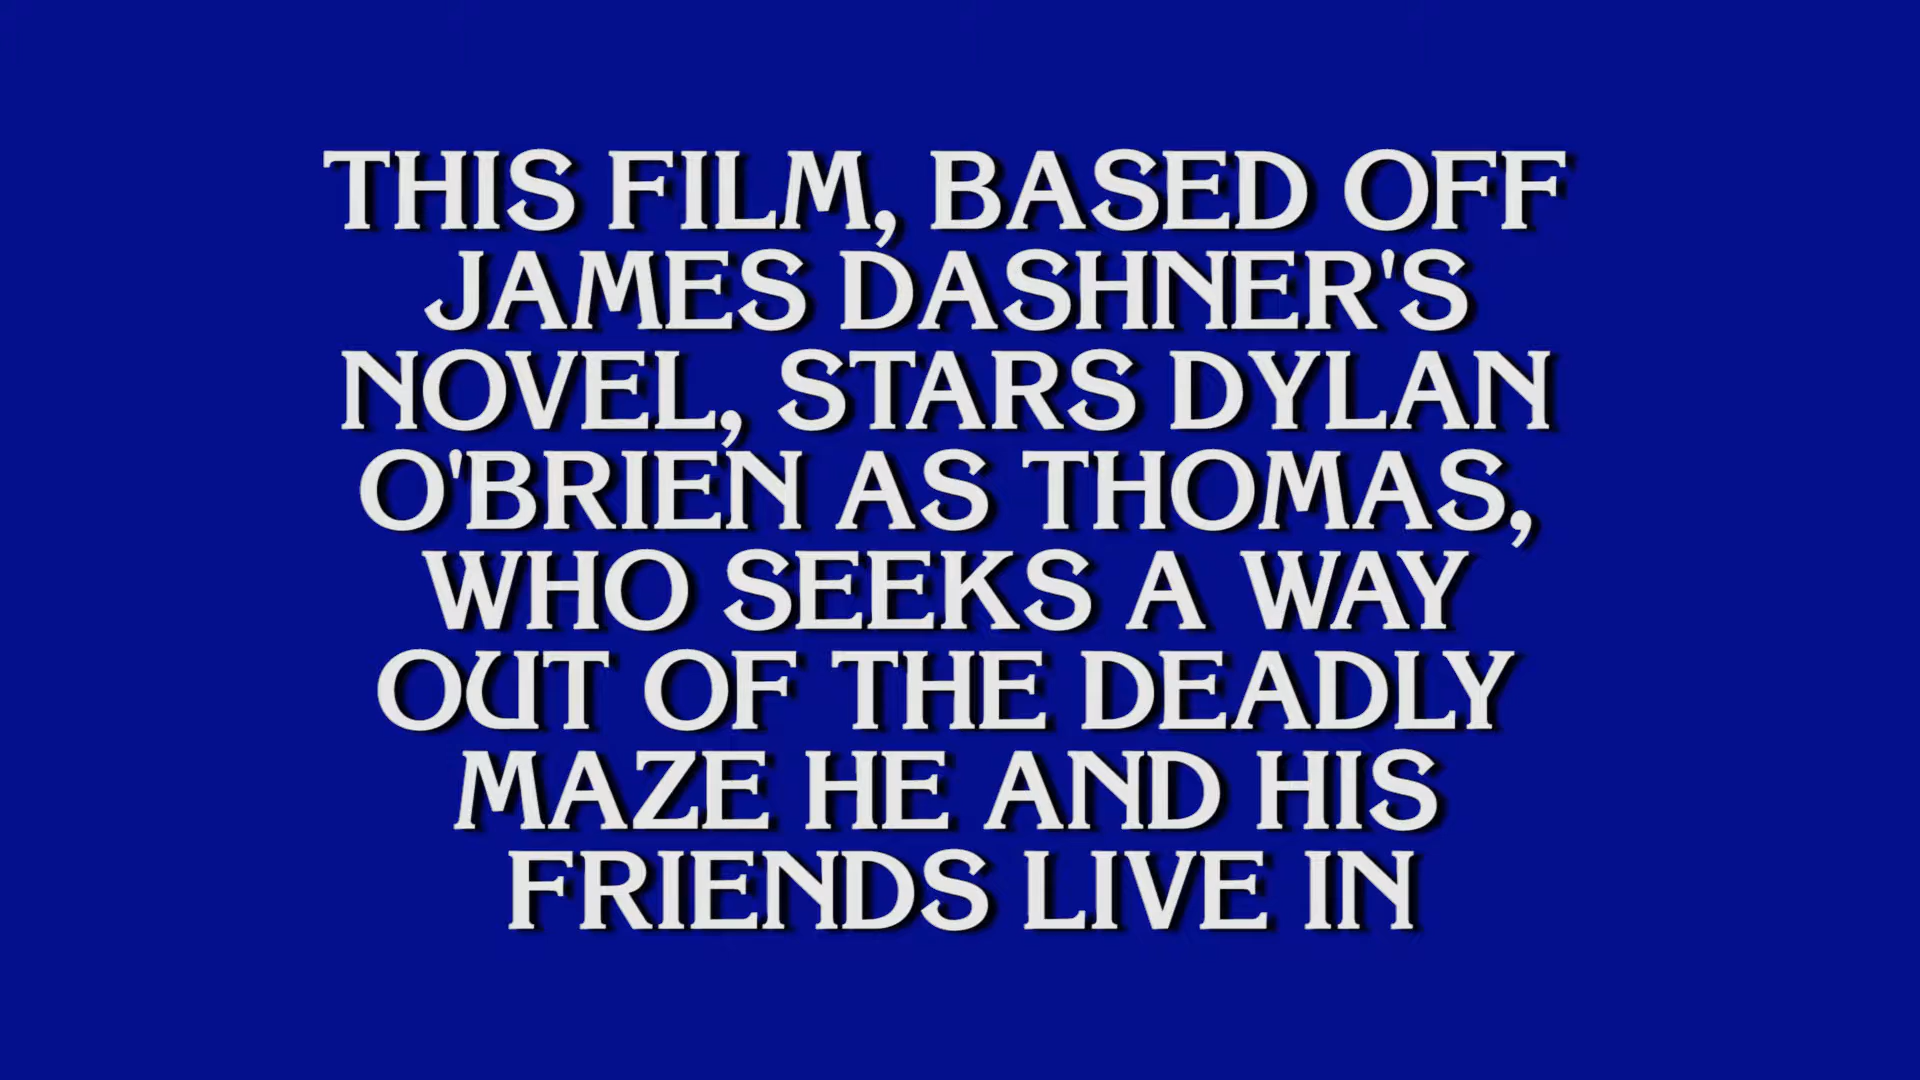 THIS FILM, BASED OFF
JAMES DASHNER'S
NOVEL, STARS DYLAN
O'BRIEN AS THOMAS,
WHO SEEKS A WAY
OUT OF THE DEADLY
MAZE HE AND HIS
FRIENDS LIVE IN